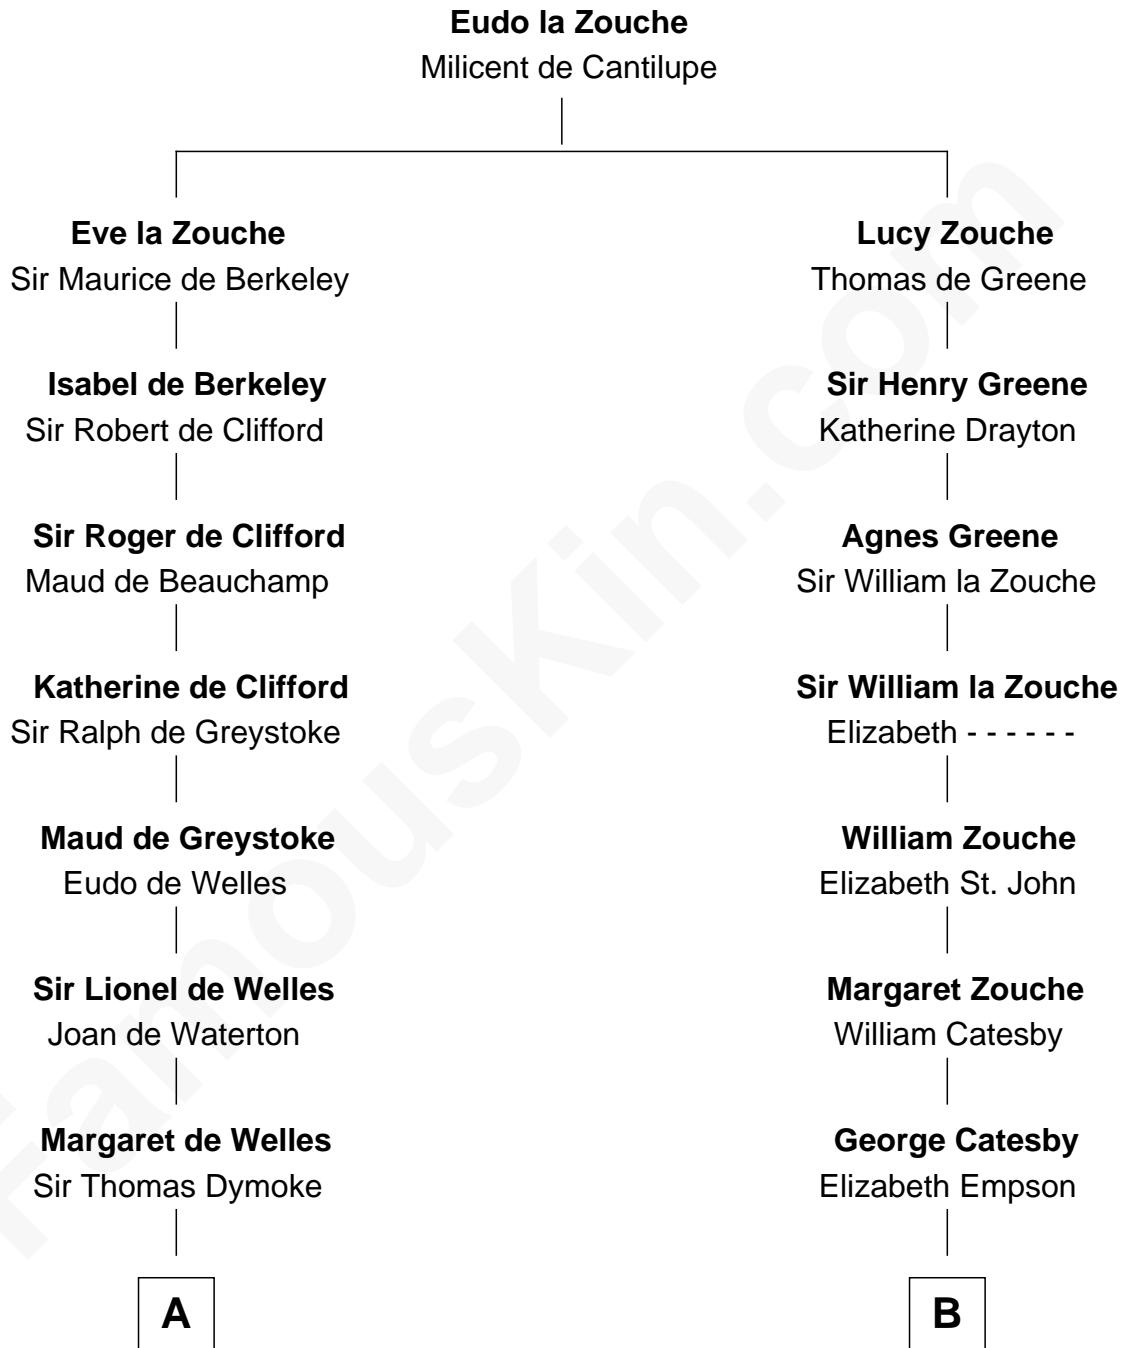 Eudo la Zouche
Milicent de Cantilupe
Eve la Zouche
Sir Maurice de Berkeley
Lucy Zouche
Thomas de Greene
Isabel de Berkeley
Sir Robert de Clifford
Sir Henry Greene
Katherine Drayton
Sir Roger de Clifford
Maud de Beauchamp
Agnes Greene
Sir William la Zouche
Katherine de Clifford
Sir Ralph de Greystoke
Sir William la Zouche
Elizabeth - - - - - -
Maud de Greystoke
Eudo de Welles
William Zouche
Elizabeth St. John
Sir Lionel de Welles
Joan de Waterton
Margaret Zouche
William Catesby
Margaret de Welles
Sir Thomas Dymoke
George Catesby
Elizabeth Empson
A
B
FamousKin.com